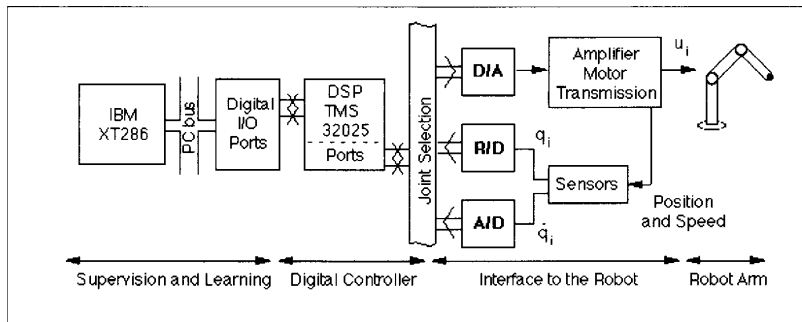 IBM
XT286
PC bus
Digital
I/O
Ports
DSP
TMS
32025
Ports
Joint Selection
D/A
R/D
A/D
Amplifier
Motor
Transmission
u_i
q_i
Sensors
q̇_i
Position
and Speed
Supervision and Learning
Digital Controller
Interface to the Robot
Robot Arm